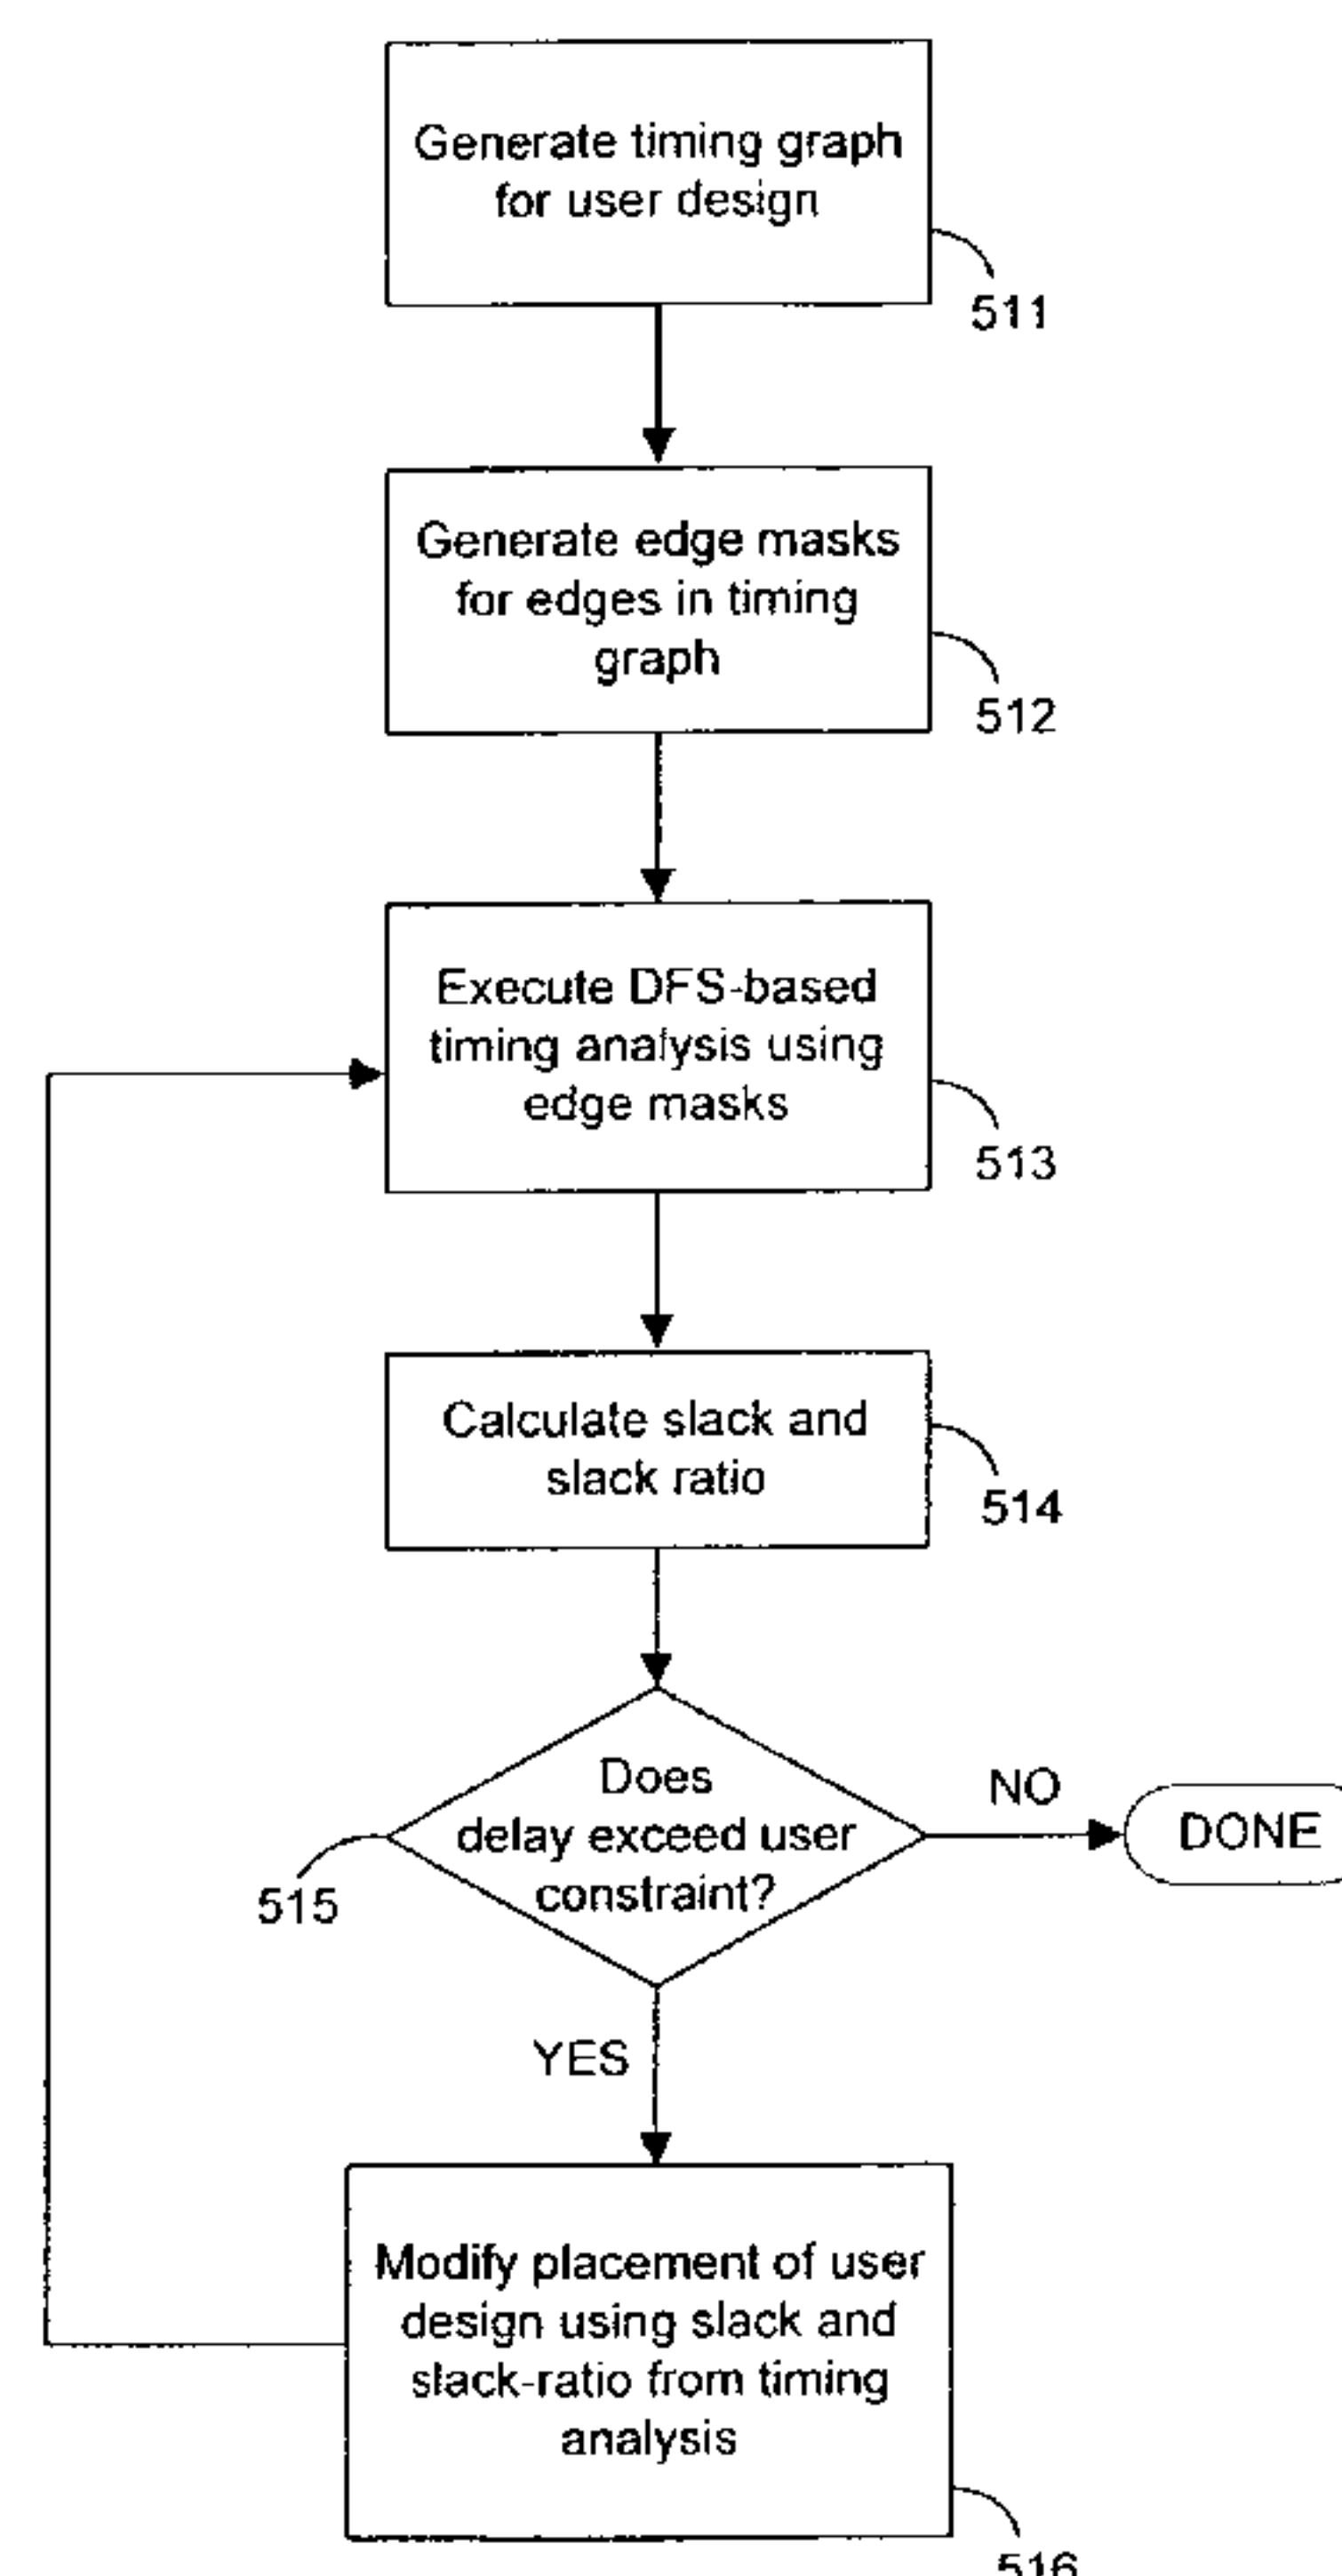 Generate timing graph
for user design
511
Generate edge masks
for edges in timing
graph
512
Execute DFS-based
timing analysis using
edge masks
513
Calculate slack and
slack ratio
514
Does
delay exceed user
constraint?
NO
DONE
515
YES
Modify placement of user
design using slack and
slack-ratio from timing
analysis
516